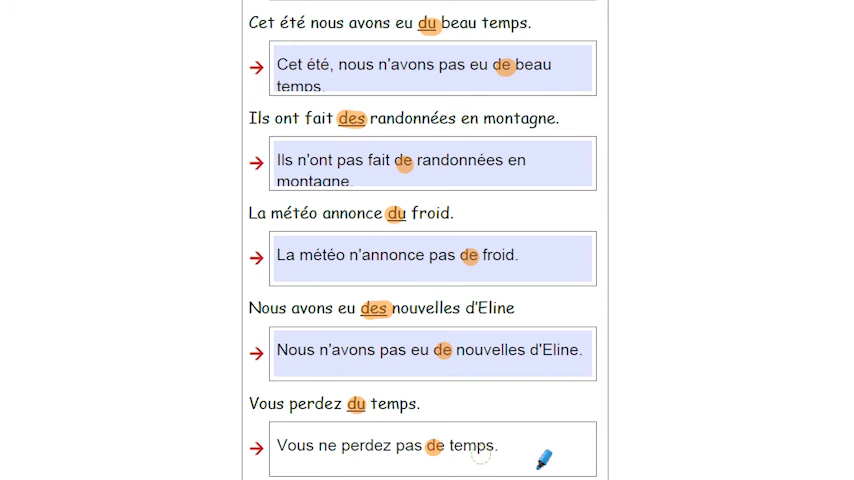 Cet été nous avons eu du beau temps.
Cet été, nous n'avons pas eu de beau
temps.
Ils ont fait des randonnées en montagne.
Ils n'ont pas fait de randonnées en
montagne.
La météo annonce du froid.
La météo n'annonce pas de froid.
Nous avons eu des nouvelles d'Eline
Nous n'avons pas eu de nouvelles d'Eline.
Vous perdez du temps.
Vous ne perdez pas de temps.